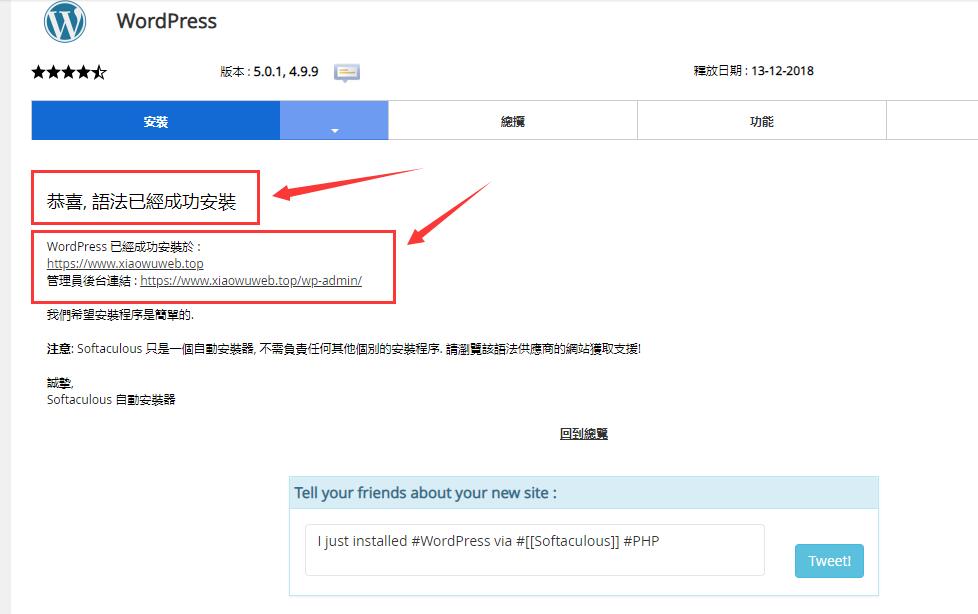 WordPress
版本 : 5.0.1, 4.9.9
釋放日期 : 13-12-2018
安裝
總攬
功能
恭喜, 語法已經成功安裝
WordPress 已經成功安裝於 :
https://www.xiaowuweb.top
管理員後台連結 : https://www.xiaowuweb.top/wp-admin/
我們希望安裝程序是簡單的.
注意: Softaculous 只是一個自動安裝器, 不需負責任何其他個別的安裝程序. 請瀏覽該語法供應商的網站獲取支援!
誠摯,
Softaculous 自動安裝器
回到總覽
Tell your friends about your new site :
I just installed #WordPress via #[[Softaculous]] #PHP
Tweet!